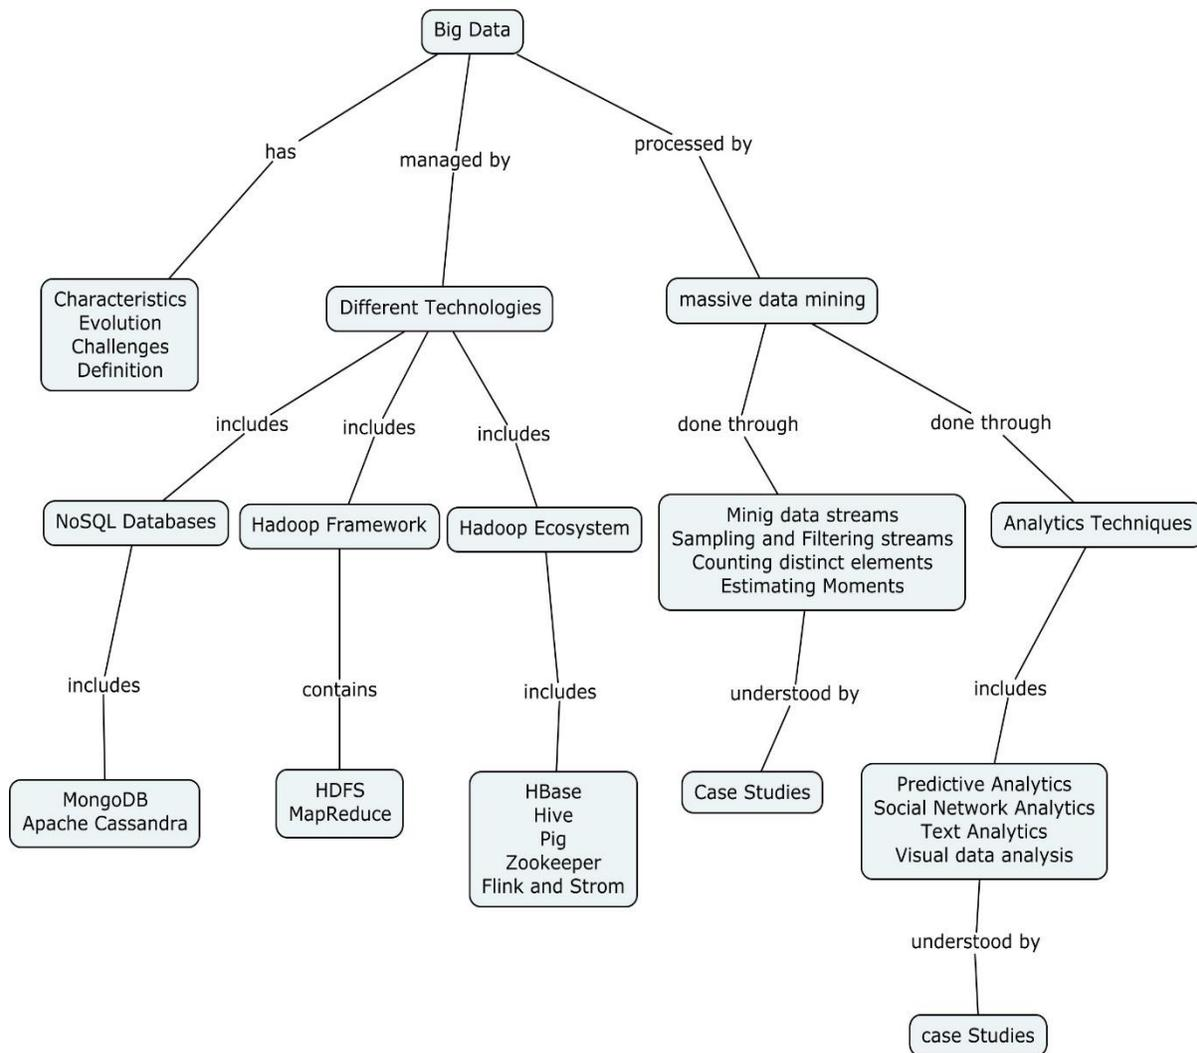 Big Data
has
managed by
processed by
Characteristics
Evolution
Challenges
Definition
Different Technologies
massive data mining
includes
includes
includes
done through
done through
NoSQL Databases
Hadoop Framework
Hadoop Ecosystem
Minig data streams
Sampling and Filtering streams
Counting distinct elements
Estimating Moments
Analytics Techniques
includes
contains
includes
understood by
includes
MongoDB
Apache Cassandra
HDFS
MapReduce
HBase
Hive
Pig
Zookeeper
Flink and Strom
Case Studies
Predictive Analytics
Social Network Analytics
Text Analytics
Visual data analysis
understood by
case Studies